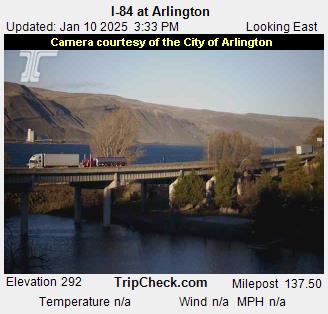 I-84 at Arlington
Updated: Jan 10 2025 3:33 PM Looking East
Camera courtesy of the City of Arlington
Elevation 292 TripCheck.com Milepost 137.50
Temperature n/a Wind n/a MPH n/a